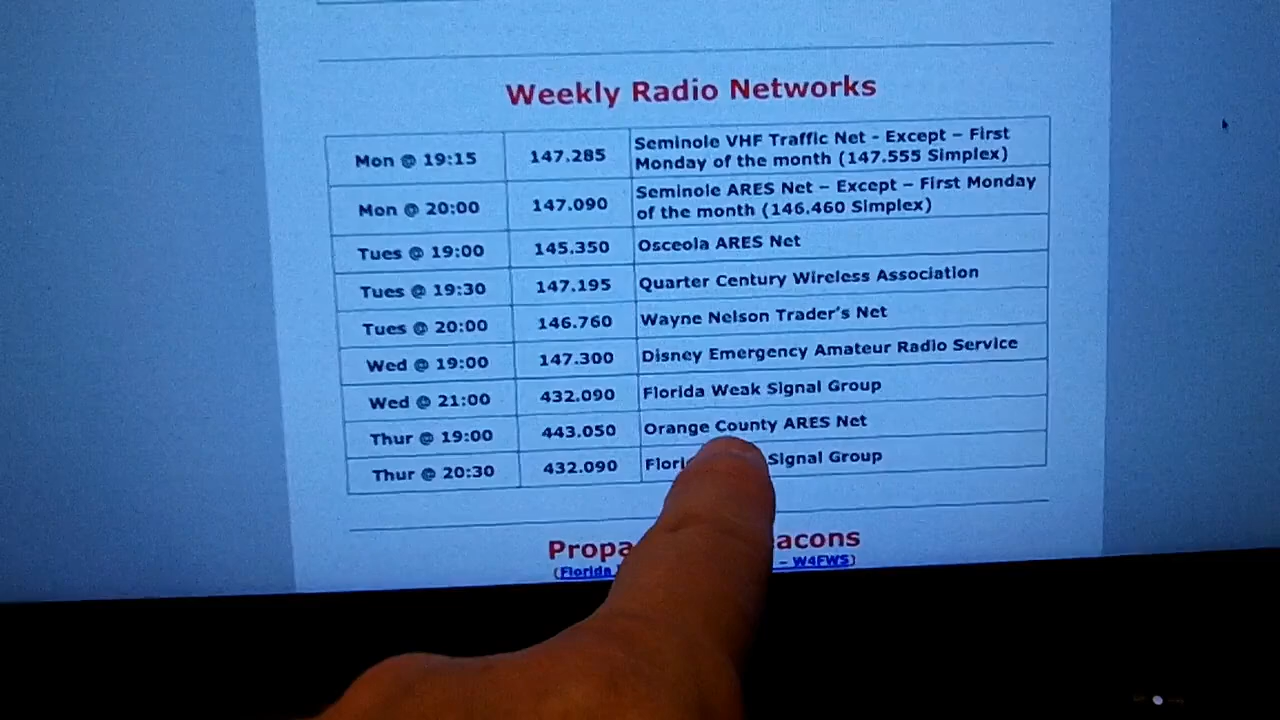 Weekly Radio Networks
Mon @ 19:15 147.285 Seminole VHF Traffic Net - Except – First
Monday of the month (147.555 Simplex)
Mon @ 20:00 147.090 Seminole ARES Net – Except – First Monday
of the month (146.460 Simplex)
Tues @ 19:00 145.350 Osceola ARES Net
Tues @ 19:30 147.195 Quarter Century Wireless Association
Tues @ 20:00 146.760 Wayne Nelson Trader's Net
Wed @ 19:00 147.300 Disney Emergency Amateur Radio Service
Wed @ 21:00 432.090 Florida Weak Signal Group
Thur @ 19:00 443.050 Orange County ARES Net
Thur @ 20:30 432.090 Signal Group
(Florida – W4FWS)